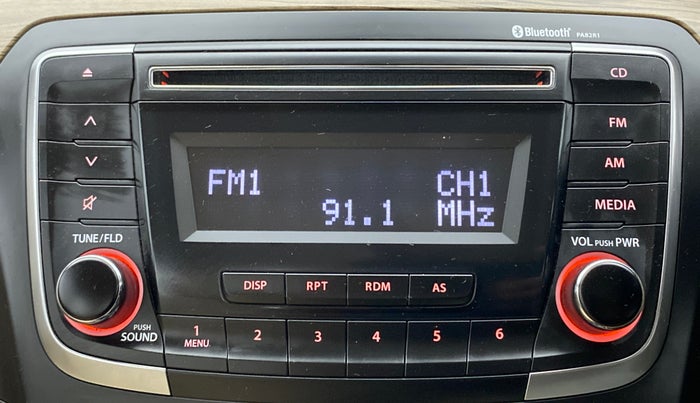 Bluetooth PA82R1
CD
FM
AM
MEDIA
FM1 CH1
91.1 MHz
TUNE/FLD
VOL PUSH PWR
DISP RPT RDM AS
PUSH
SOUND
1 2 3 4 5 6
MENU